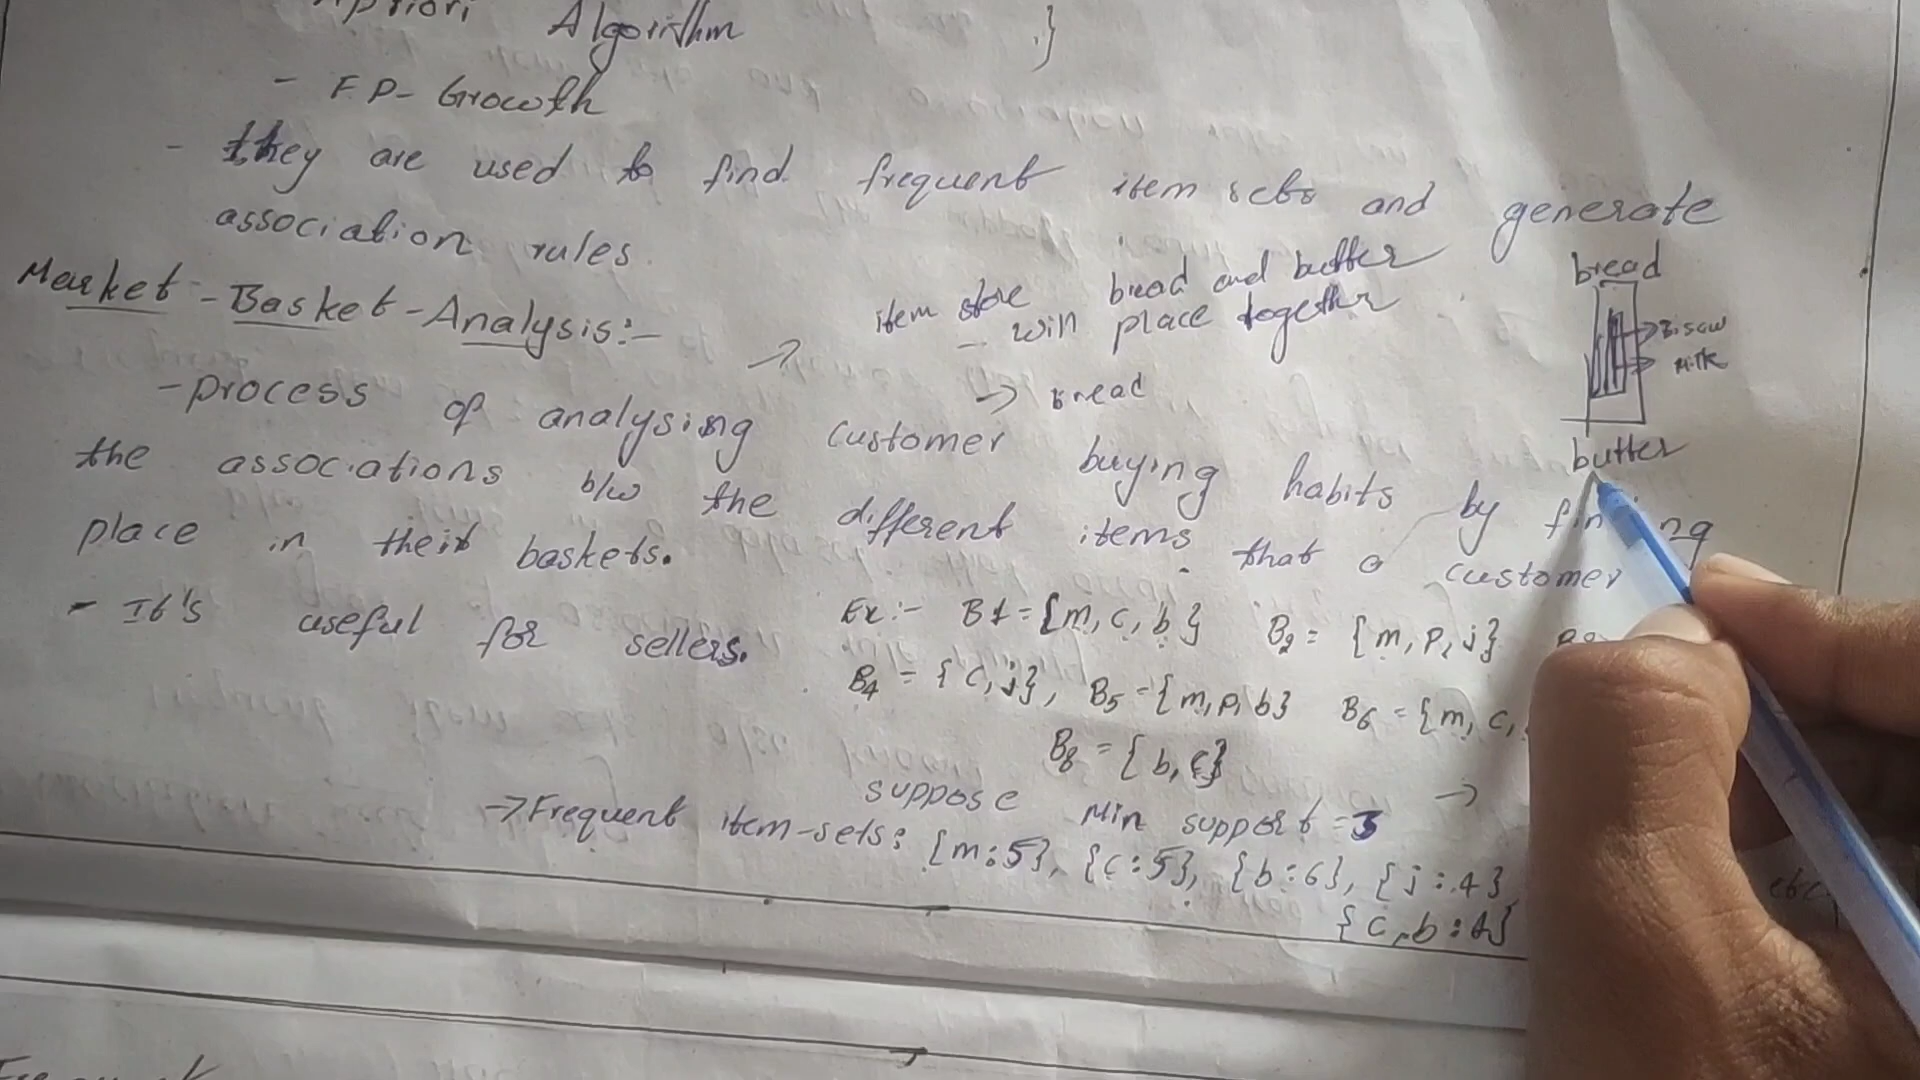 Apriori Algorithm .}
- FP-Growth
- they are used to find frequent item sets and generate
association rules.
Market-Basket-Analysis:-
item store bread and butter
- will place together
→ Bread
bread
Milk
butter
-process of analysing customer buying habits by
the associations b/w the different items that a customer
place in their baskets.
- It's useful for sellers.
Ex:- B1={m, c, b} B2 = {m, p, j}
B4 = {c, j}, B5={m, p, b} B6 = {m, c,
B8 = {b, c}
suppose Min support = 3 →
→Frequent item-sets: {m:5}, {c:5}, {b:6}, {j:4}
{c, b:4}
etc